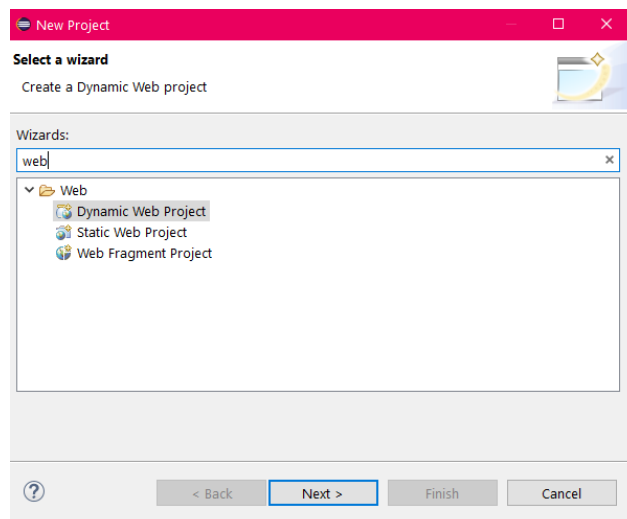 New Project
Select a wizard
Create a Dynamic Web project
Wizards:
web
Web
Dynamic Web Project
Static Web Project
Web Fragment Project
< Back Next > Finish Cancel